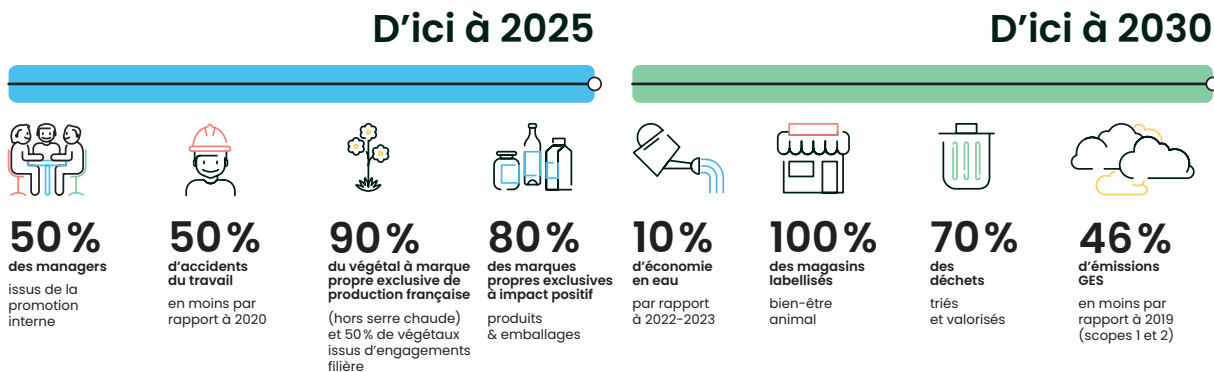 D’ici à 2025
D’ici à 2030
50 %
des managers
issus de la
promotion
interne
50 %
d’accidents
du travail
en moins par
rapport à 2020
90 %
du végétal à marque
propre exclusive de
production française
(hors serre chaude)
et 50 % de végétaux
issus d’engagements
filière
80 %
des marques
propres exclusives
à impact positif
produits
& emballages
10 %
d’économie
en eau
par rapport
à 2022-2023
100 %
des magasins
labellisés
bien-être
animal
70 %
des
déchets
triés
et valorisés
46 %
d’émissions
GES
en moins par
rapport à 2019
(scopes 1 et 2)